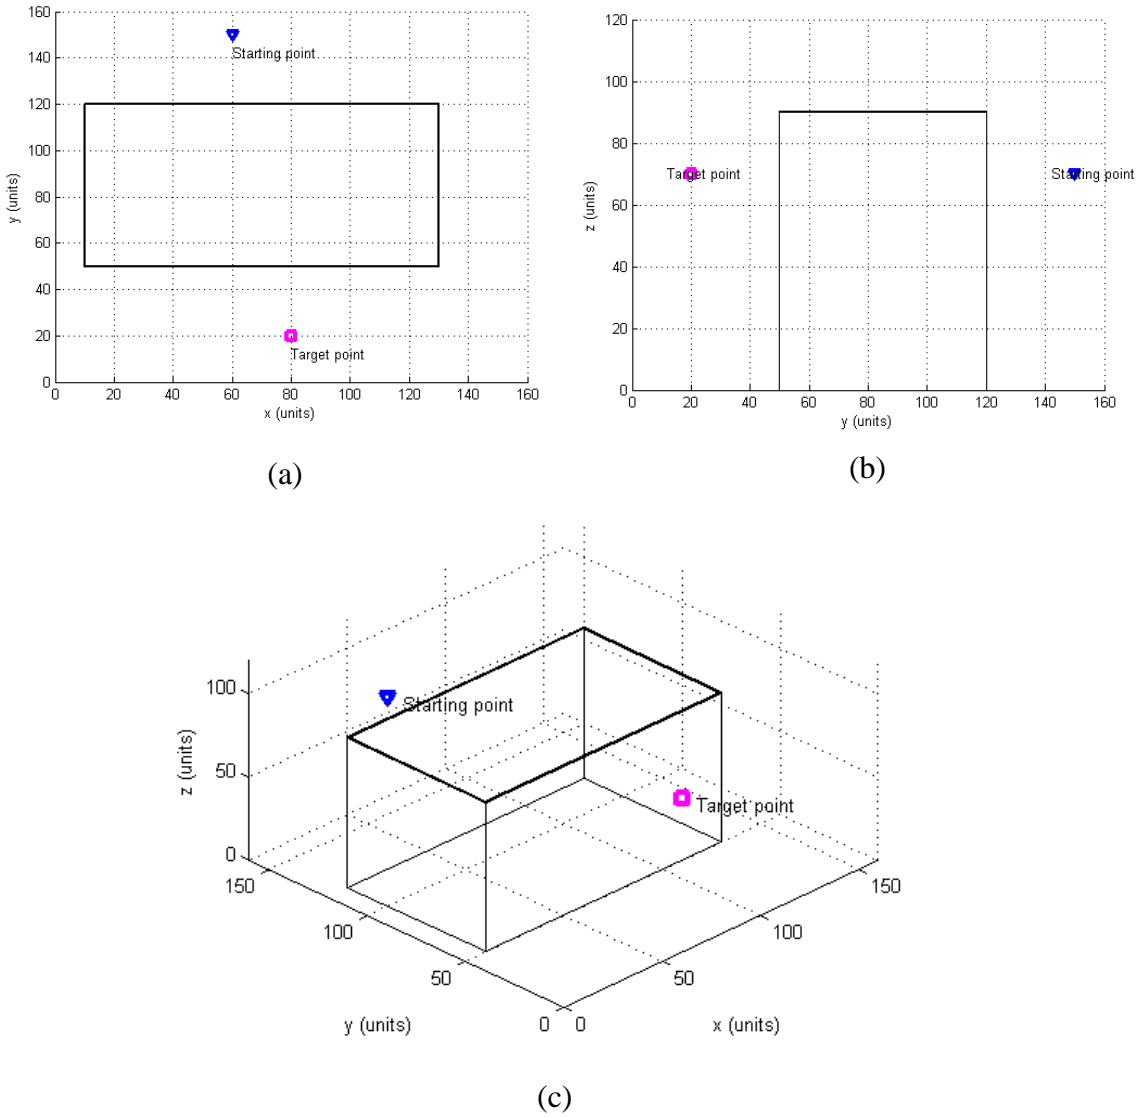 160
140
120
100
80
60
40
20
0
y (units)
Starting point
Target point
0 20 40 60 80 100 120 140 160
x (units)
(a)
120
100
80
60
40
20
0
z (units)
Target point
Starting point
0 20 40 60 80 100 120 140 160
y (units)
(b)
100
50
0
z (units)
Starting point
Target point
150
100
50
0
y (units)
0
50
100
150
x (units)
(c)